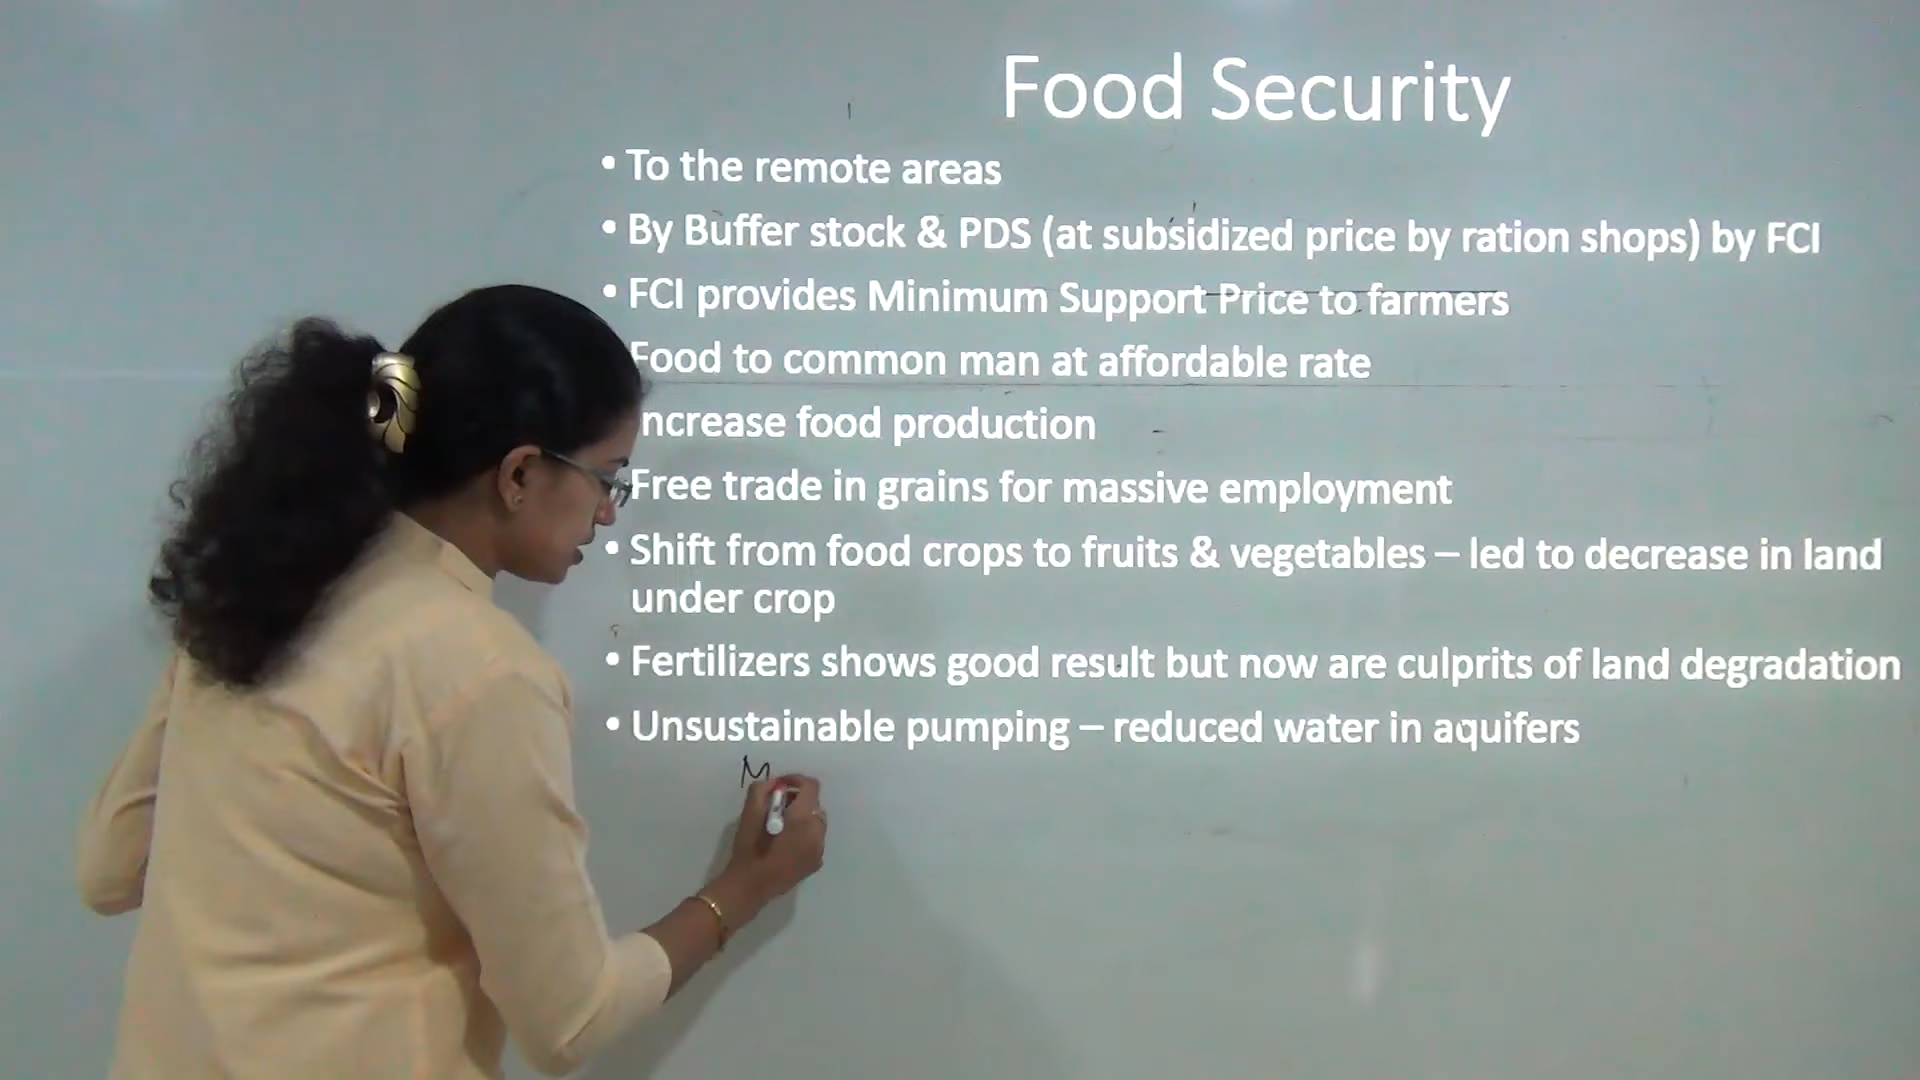 Food Security
• To the remote areas
• By Buffer stock & PDS (at subsidized price by ration shops) by FCI
• FCI provides Minimum Support Price to farmers
Food to common man at affordable rate
ncrease food production
Free trade in grains for massive employment
• Shift from food crops to fruits & vegetables – led to decrease in land
under crop
• Fertilizers shows good result but now are culprits of land degradation
• Unsustainable pumping – reduced water in aquifers
M